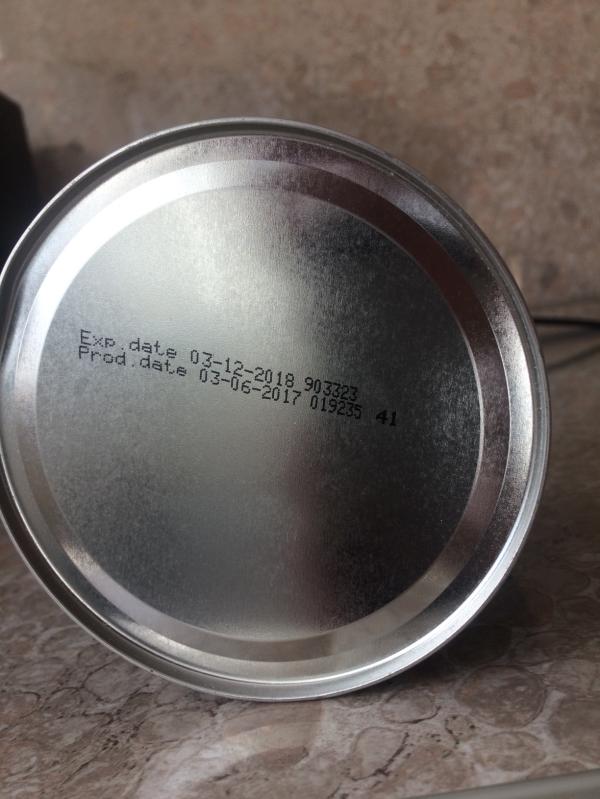 Exp.date 03-12-2018 903323
Prod.date 03-06-2017 019235 41